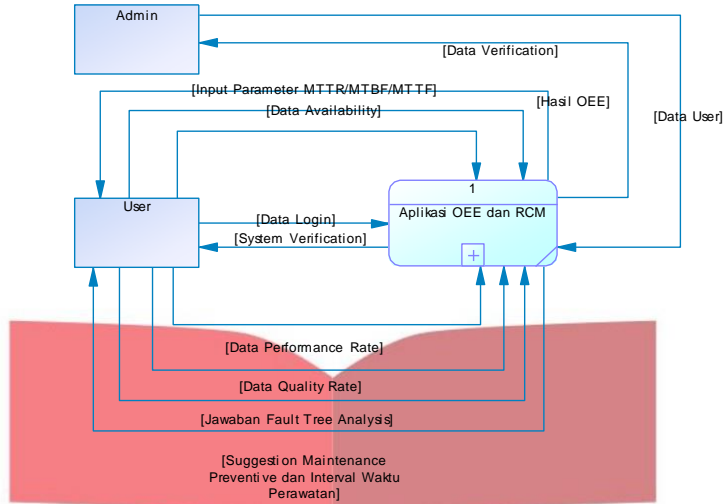 Admin
[Data Verification]
[Input Parameter MTTR/MTBF/MTTF]
[Hasil OEE]
[Data Availability]
[Data User]
1
User
Aplikasi OEE dan RCM
[Data Login]
[System Verification]
[Data Performance Rate]
[Data Quality Rate]
[Jawaban Fault Tree Analysis]
[Suggestion Maintenance
Preventive dan Interval Waktu
Perawatan]